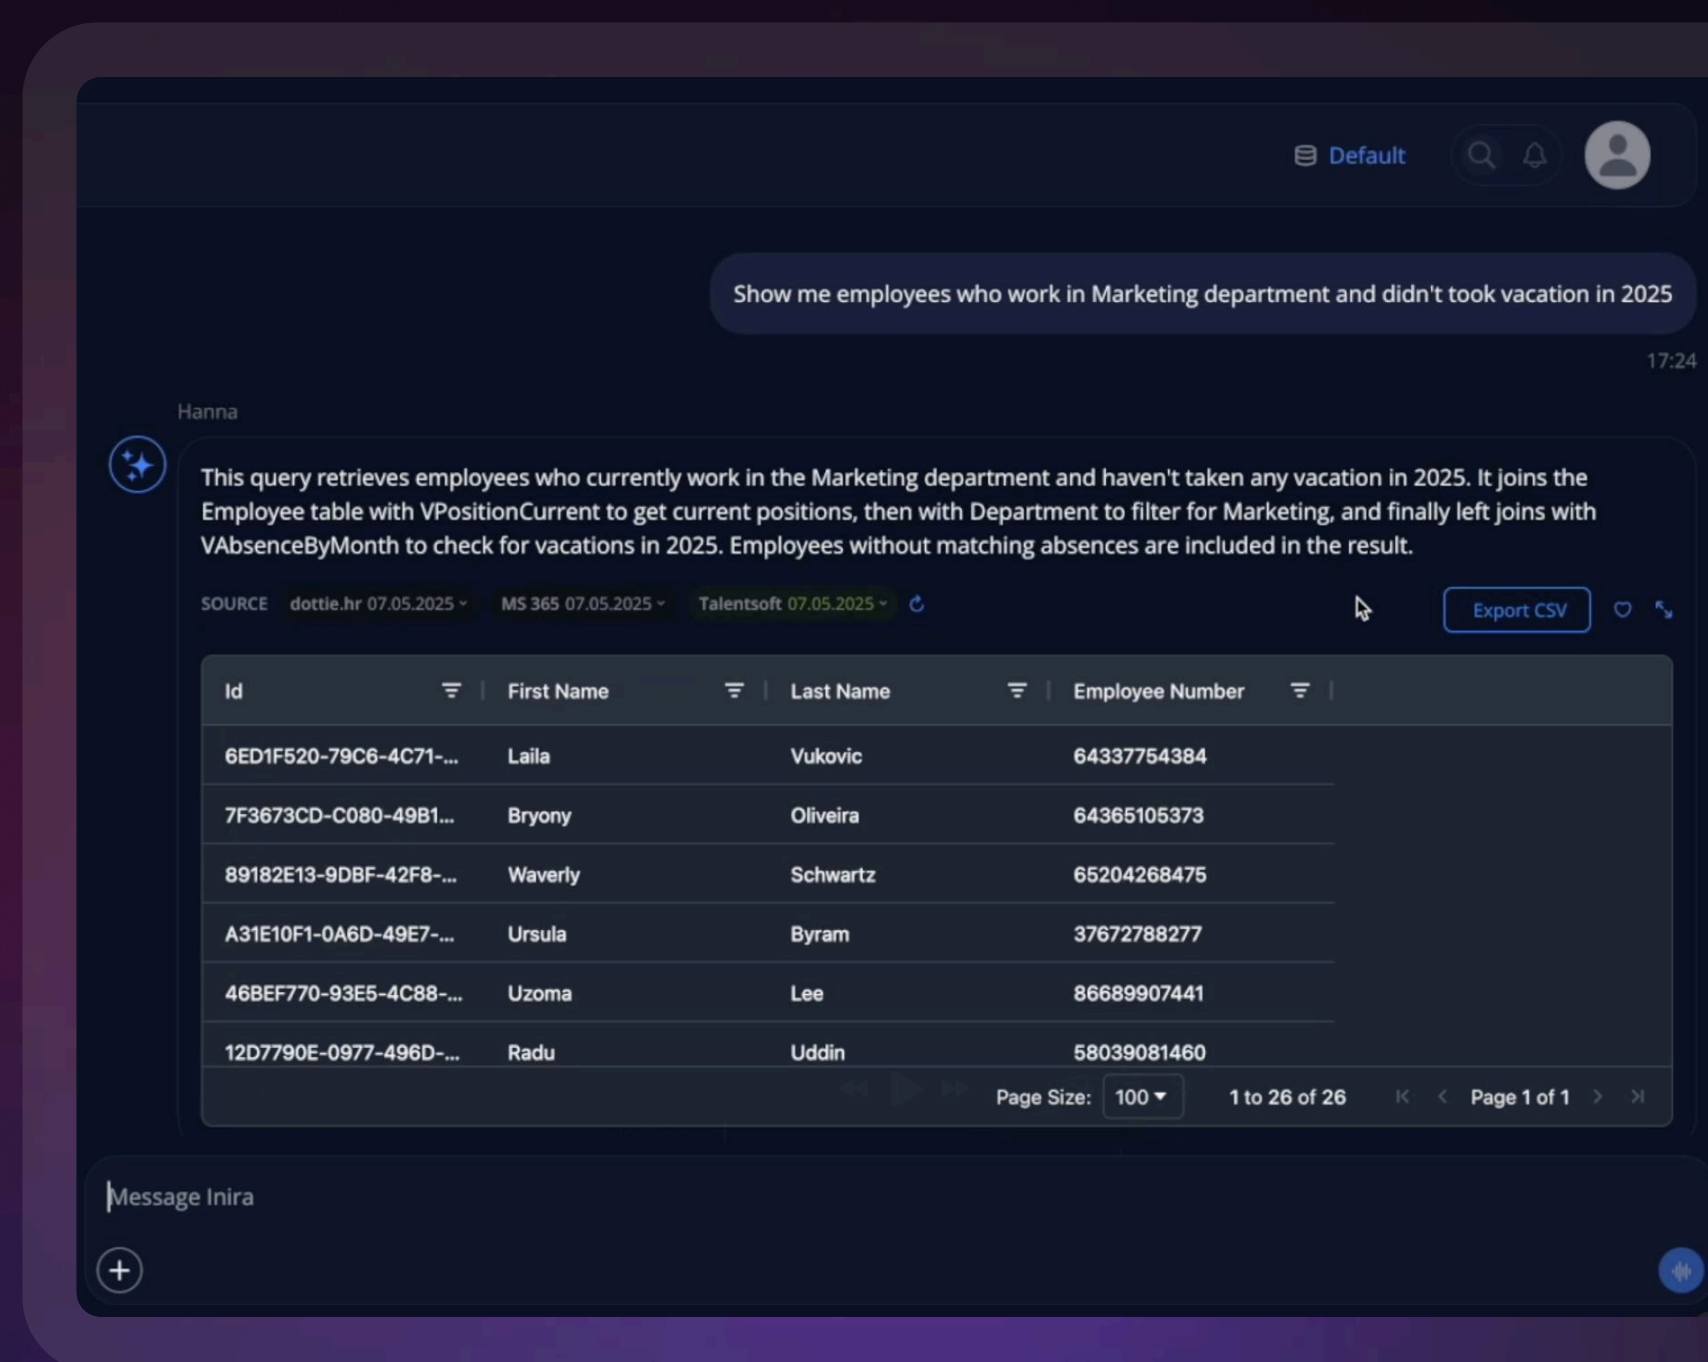 Default
Show me employees who work in Marketing department and didn't took vacation in 2025
17:24
Hanna
This query retrieves employees who currently work in the Marketing department and haven't taken any vacation in 2025. It joins the
Employee table with VPositionCurrent to get current positions, then with Department to filter for Marketing, and finally left joins with
VAbsenceByMonth to check for vacations in 2025. Employees without matching absences are included in the result.
SOURCE dottie.hr 07.05.2025 MS 365 07.05.2025 Talentsoft 07.05.2025 Export CSV
Id First Name Last Name Employee Number
6ED1F520-79C6-4C71-... Laila Vukovic 64337754384
7F3673CD-C080-49B1... Bryony Oliveira 64365105373
89182E13-9DBF-42F8-... Waverly Schwartz 65204268475
A31E10F1-0A6D-49E7-... Ursula Byram 37672788277
46BEF770-93E5-4C88-... Uzoma Lee 86689907441
12D7790E-0977-496D-... Radu Uddin 58039081460
Page Size: 100 1 to 26 of 26 Page 1 of 1
Message Inira